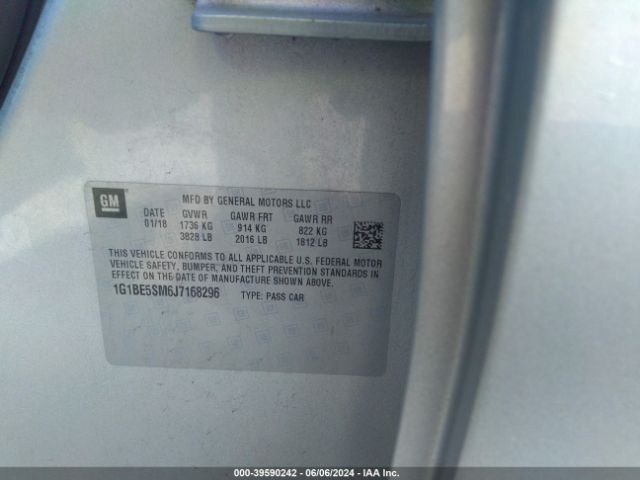 GM
MFD BY GENERAL MOTORS LLC
DATE GVWR GAWR FRT GAWR RR
01/18 1736 KG 914 KG 822 KG
3828 LB 2016 LB 1812 LB
THIS VEHICLE CONFORMS TO ALL APPLICABLE U.S. FEDERAL MOTOR
VEHICLE SAFETY, BUMPER, AND THEFT PREVENTION STANDARDS IN
EFFECT ON THE DATE OF MANUFACTURE SHOWN ABOVE.
1G1BE5SM6J7168296 TYPE: PASS CAR
000-39590242 - 06/06/2024 - IAA Inc.